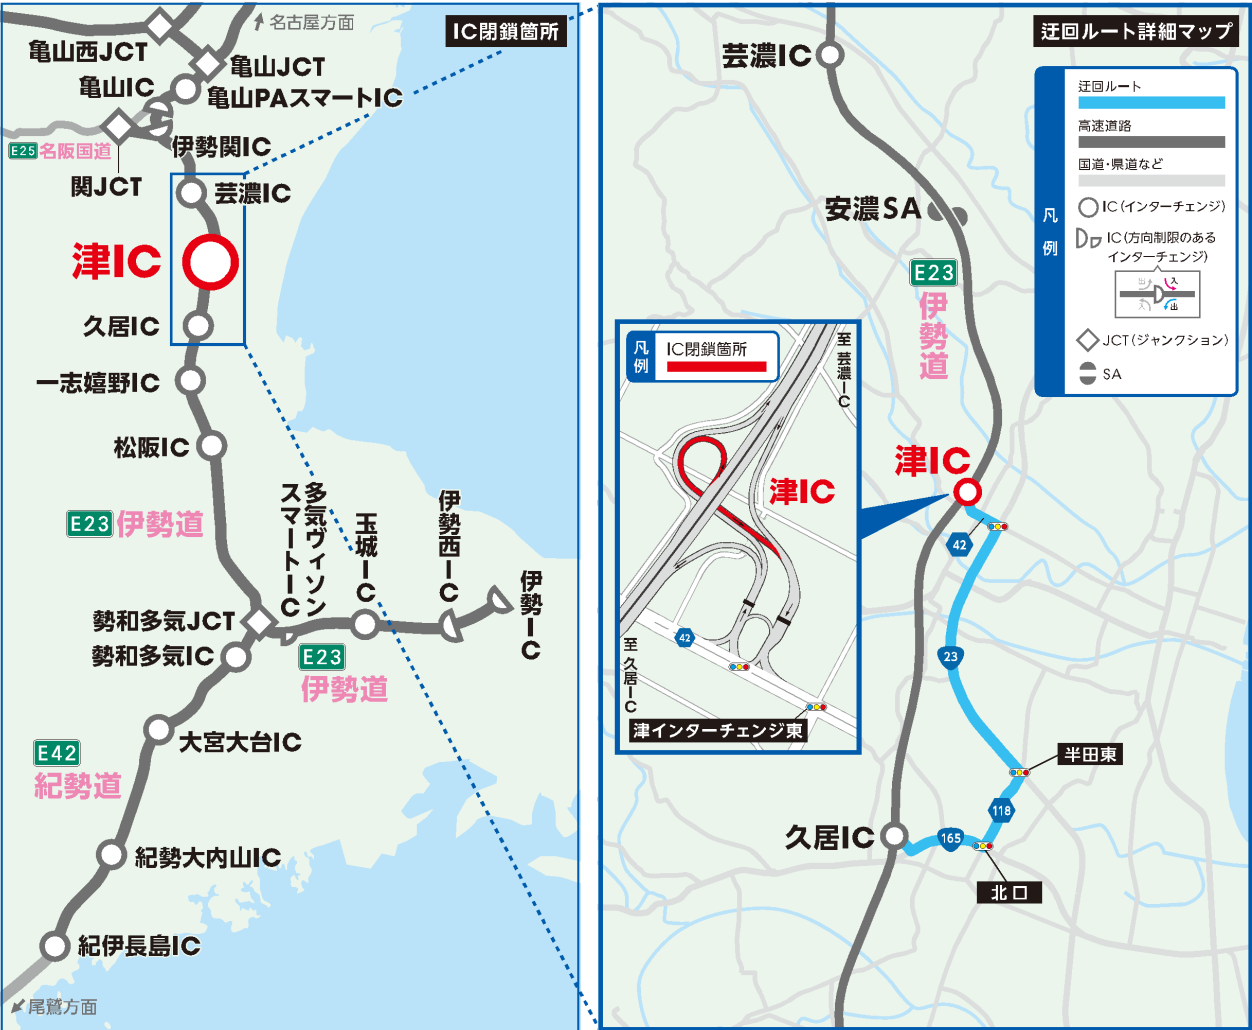 IC閉鎖箇所
名古屋方面
亀山西JCT
亀山JCT
亀山IC
亀山PAスマートIC
E25 名阪国道
伊勢関IC
関JCT
芸濃IC
津IC
久居IC
一志嬉野IC
松阪IC
E23 伊勢道
多気ヴィソン
スマートIC
玉城IC
伊勢西IC
伊勢IC
勢和多気JCT
勢和多気IC
E23
伊勢道
大宮大台IC
E42
紀勢道
紀勢大内山IC
紀伊長島IC
尾鷲方面
迂回ルート詳細マップ
凡例
迂回ルート
高速道路
国道・県道など
IC(インターチェンジ)
IC(方向制限のある
インターチェンジ)
出
入
入
出
JCT(ジャンクション)
SA
芸濃IC
安濃SA
E23
伊勢道
津IC
42
23
半田東
118
165
北口
久居IC
凡例
IC閉鎖箇所
至 芸濃IC
津IC
42
至 久居IC
津インターチェンジ東